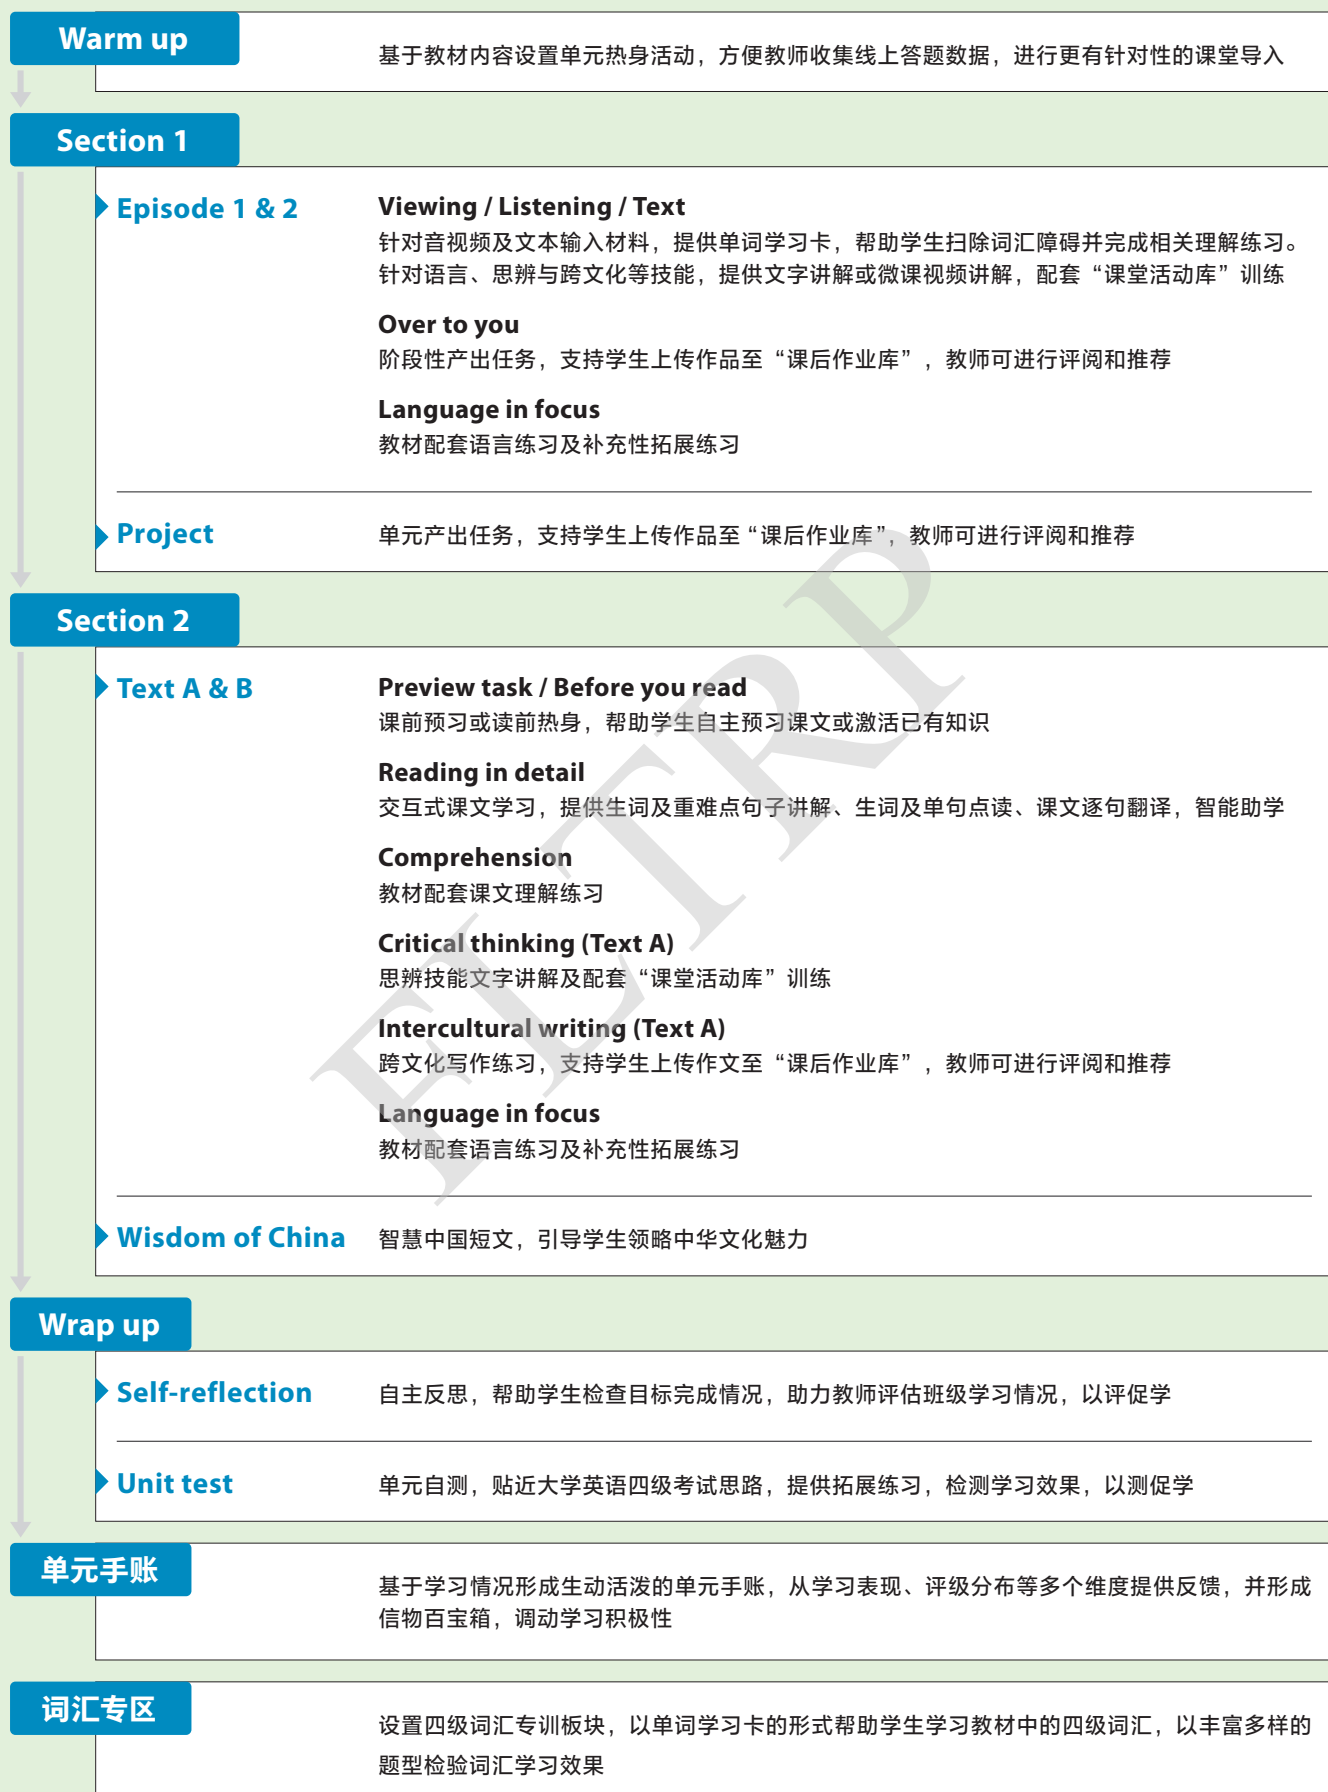 Warm up
基于教材内容设置单元热身活动，方便教师收集线上答题数据，进行更有针对性的课堂导入
Section 1
Episode 1 & 2
Viewing / Listening / Text
针对音视频及文本输入材料，提供单词学习卡，帮助学生扫除词汇障碍并完成相关理解练习。
针对语言、思辨与跨文化等技能，提供文字讲解或微课视频讲解，配套“课堂活动库”训练
Over to you
阶段性产出任务，支持学生上传作品至“课后作业库”，教师可进行评阅和推荐
Language in focus
教材配套语言练习及补充性拓展练习
Project
单元产出任务，支持学生上传作品至“课后作业库”，教师可进行评阅和推荐
Section 2
Text A & B
Preview task / Before you read
课前预习或读前热身，帮助学生自主预习课文或激活已有知识
Reading in detail
交互式课文学习，提供生词及重难点句子讲解、生词及单句点读、课文逐句翻译，智能助学
Comprehension
教材配套课文理解练习
Critical thinking (Text A)
思辨技能文字讲解及配套“课堂活动库”训练
Intercultural writing (Text A)
跨文化写作练习，支持学生上传作文至“课后作业库”，教师可进行评阅和推荐
Language in focus
教材配套语言练习及补充性拓展练习
Wisdom of China
智慧中国短文，引导学生领略中华文化魅力
Wrap up
Self-reflection
自主反思，帮助学生检查目标完成情况，助力教师评估班级学习情况，以评促学
Unit test
单元自测，贴近大学英语四级考试思路，提供拓展练习，检测学习效果，以测促学
单元手账
基于学习情况形成生动活泼的单元手账，从学习表现、评级分布等多个维度提供反馈，并形成
信物百宝箱，调动学习积极性
词汇专区
设置四级词汇专训板块，以单词学习卡的形式帮助学生学习教材中的四级词汇，以丰富多样的
题型检验词汇学习效果
FLTRP